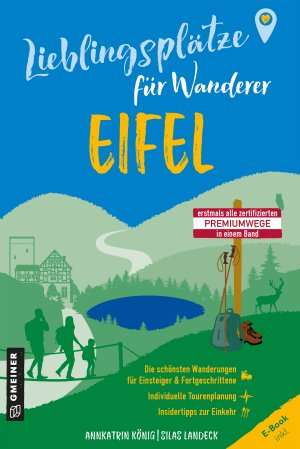 Lieblingsplätze
für Wanderer
EIFEL
erstmals alle zertifizierten
PREMIUMWEGE
in einem Band
Die schönsten Wanderungen
für Einsteiger & Fortgeschrittene
Individuelle Tourenplanung
Insidertipps zur Einkehr
E-Book
inkl.
GMEINER
ANNKATRIN KÖNIG | SILAS LANDECK